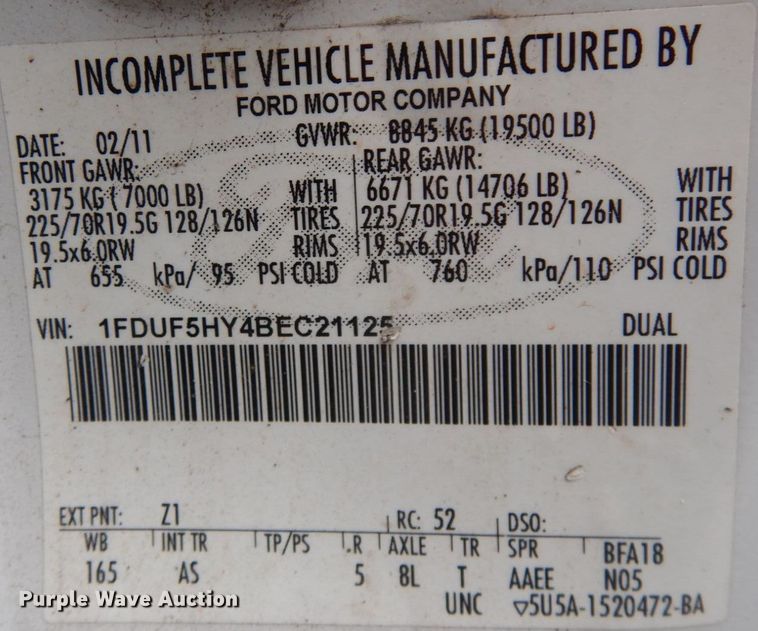 INCOMPLETE VEHICLE MANUFACTURED BY
FORD MOTOR COMPANY
DATE: 02/11 GVWR: 8845 KG (19500 LB)
FRONT GAWR: REAR GAWR:
3175 KG( 7000 LB) WITH 6671 KG (14706 LB) WITH
225/70R19.5G 128/126N TIRES 225/70R19.5G 128/126N TIRES
19.5x6.0RW RIMS 19.5x6.0RW RIMS
AT 655 kPa/ 95 PSI COLD AT 760 kPa/110 PSI COLD
VIN: 1FDUF5HY4BEC21125 DUAL
EXT PNT: Z1 RC: 52 DSO:
WB INT TR TP/PS .R AXLE TR SPR BFA18
165 AS 5 8L T AAEE N05
UNC ▽5U5A-1520472-BA
Purple Wave Auction